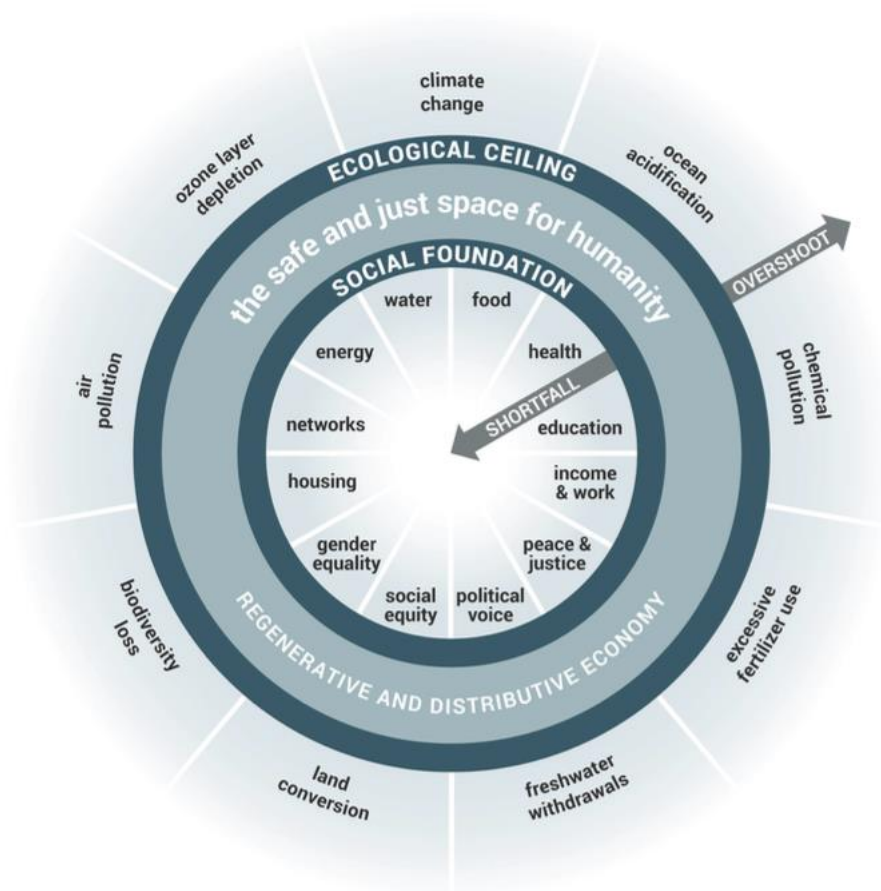 climate
change
ozone layer
depletion
ocean
acidification
ECOLOGICAL CEILING
the safe and just space for humanity
OVERSHOOT
SOCIAL FOUNDATION
water
food
energy
health
SHORTFALL
air
pollution
chemical
pollution
networks
education
housing
income
& work
gender
equality
peace &
justice
social
equity
political
voice
biodiversity
loss
excessive
fertilizer use
REGENERATIVE AND DISTRIBUTIVE ECONOMY
land
conversion
freshwater
withdrawals